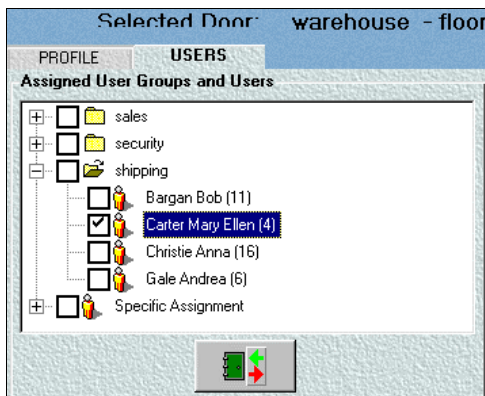 Selected Door: warehouse - floor
PROFILE USERS
Assigned User Groups and Users
sales
security
shipping
Bargan Bob (11)
Carter Mary Ellen (4)
Christie Anna (16)
Gale Andrea (6)
Specific Assignment